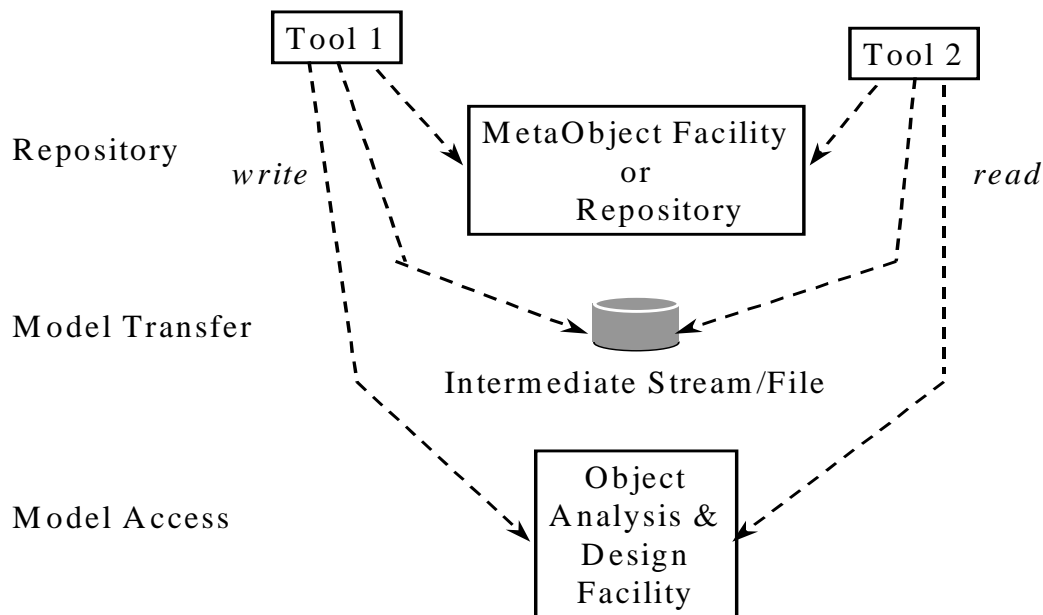 Tool 1
Tool 2
Repository
write
MetaObject Facility
or
Repository
read
Model Transfer
Intermediate Stream/File
Model Access
Object
Analysis &
Design
Facility